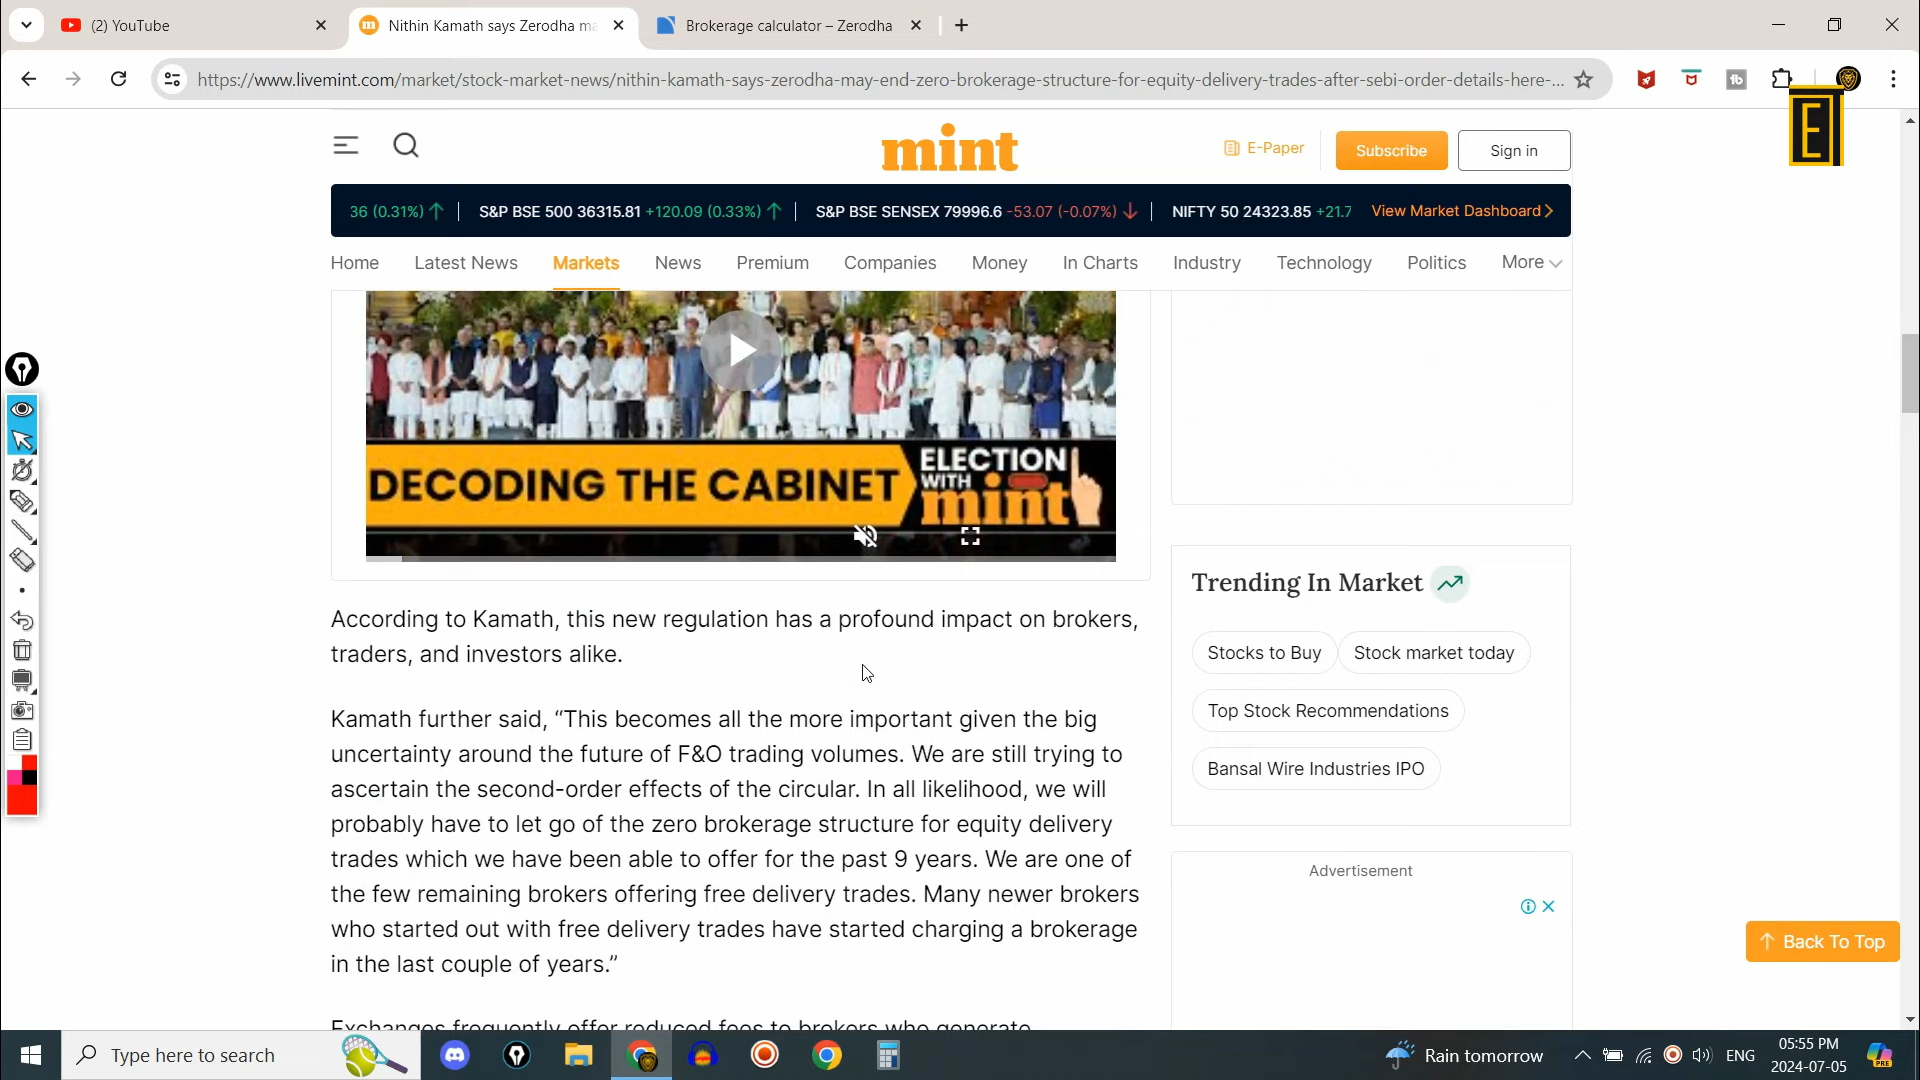 (2) YouTube
Nithin Kamath says Zerodha ma
Brokerage calculator – Zerodha
https://www.livemint.com/market/stock-market-news/nithin-kamath-says-zerodha-may-end-zero-brokerage-structure-for-equity-delivery-trades-after-sebi-order-details-here-...
mint
E-Paper
Subscribe
Sign in
E
36 (0.31%)
S&P BSE 500 36315.81 +120.09 (0.33%)
S&P BSE SENSEX 79996.6 -53.07 (-0.07%)
NIFTY 50 24323.85 +21.7
View Market Dashboard
Home
Latest News
Markets
News
Premium
Companies
Money
In Charts
Industry
Technology
Politics
More
DECODING THE CABINET
ELECTION
WITH
mint
According to Kamath, this new regulation has a profound impact on brokers,
traders, and investors alike.
Kamath further said, “This becomes all the more important given the big
uncertainty around the future of F&O trading volumes. We are still trying to
ascertain the second-order effects of the circular. In all likelihood, we will
probably have to let go of the zero brokerage structure for equity delivery
trades which we have been able to offer for the past 9 years. We are one of
the few remaining brokers offering free delivery trades. Many newer brokers
who started out with free delivery trades have started charging a brokerage
in the last couple of years.”
Exchanges frequently offer reduced fees to brokers who generate
Trending In Market
Stocks to Buy
Stock market today
Top Stock Recommendations
Bansal Wire Industries IPO
Advertisement
Back To Top
Type here to search
Rain tomorrow
ENG
05:55 PM
2024-07-05
PRE